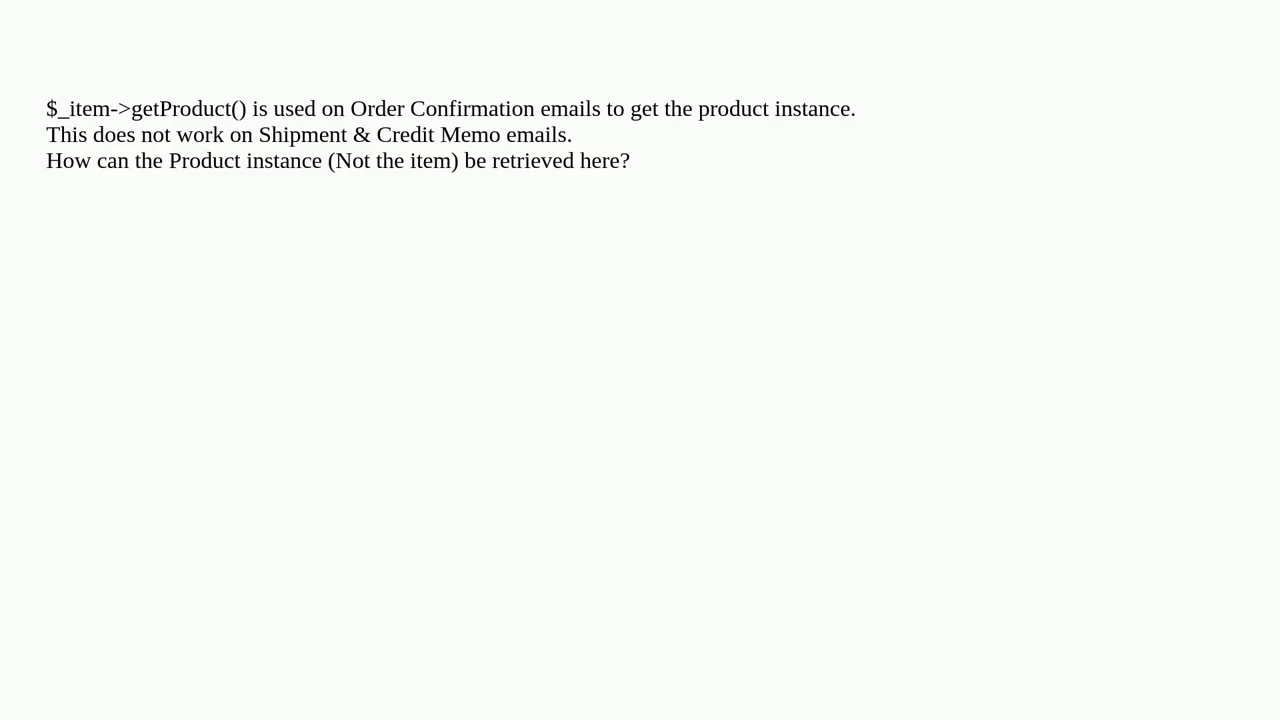 $_item->getProduct() is used on Order Confirmation emails to get the product instance.
This does not work on Shipment & Credit Memo emails.
How can the Product instance (Not the item) be retrieved here?